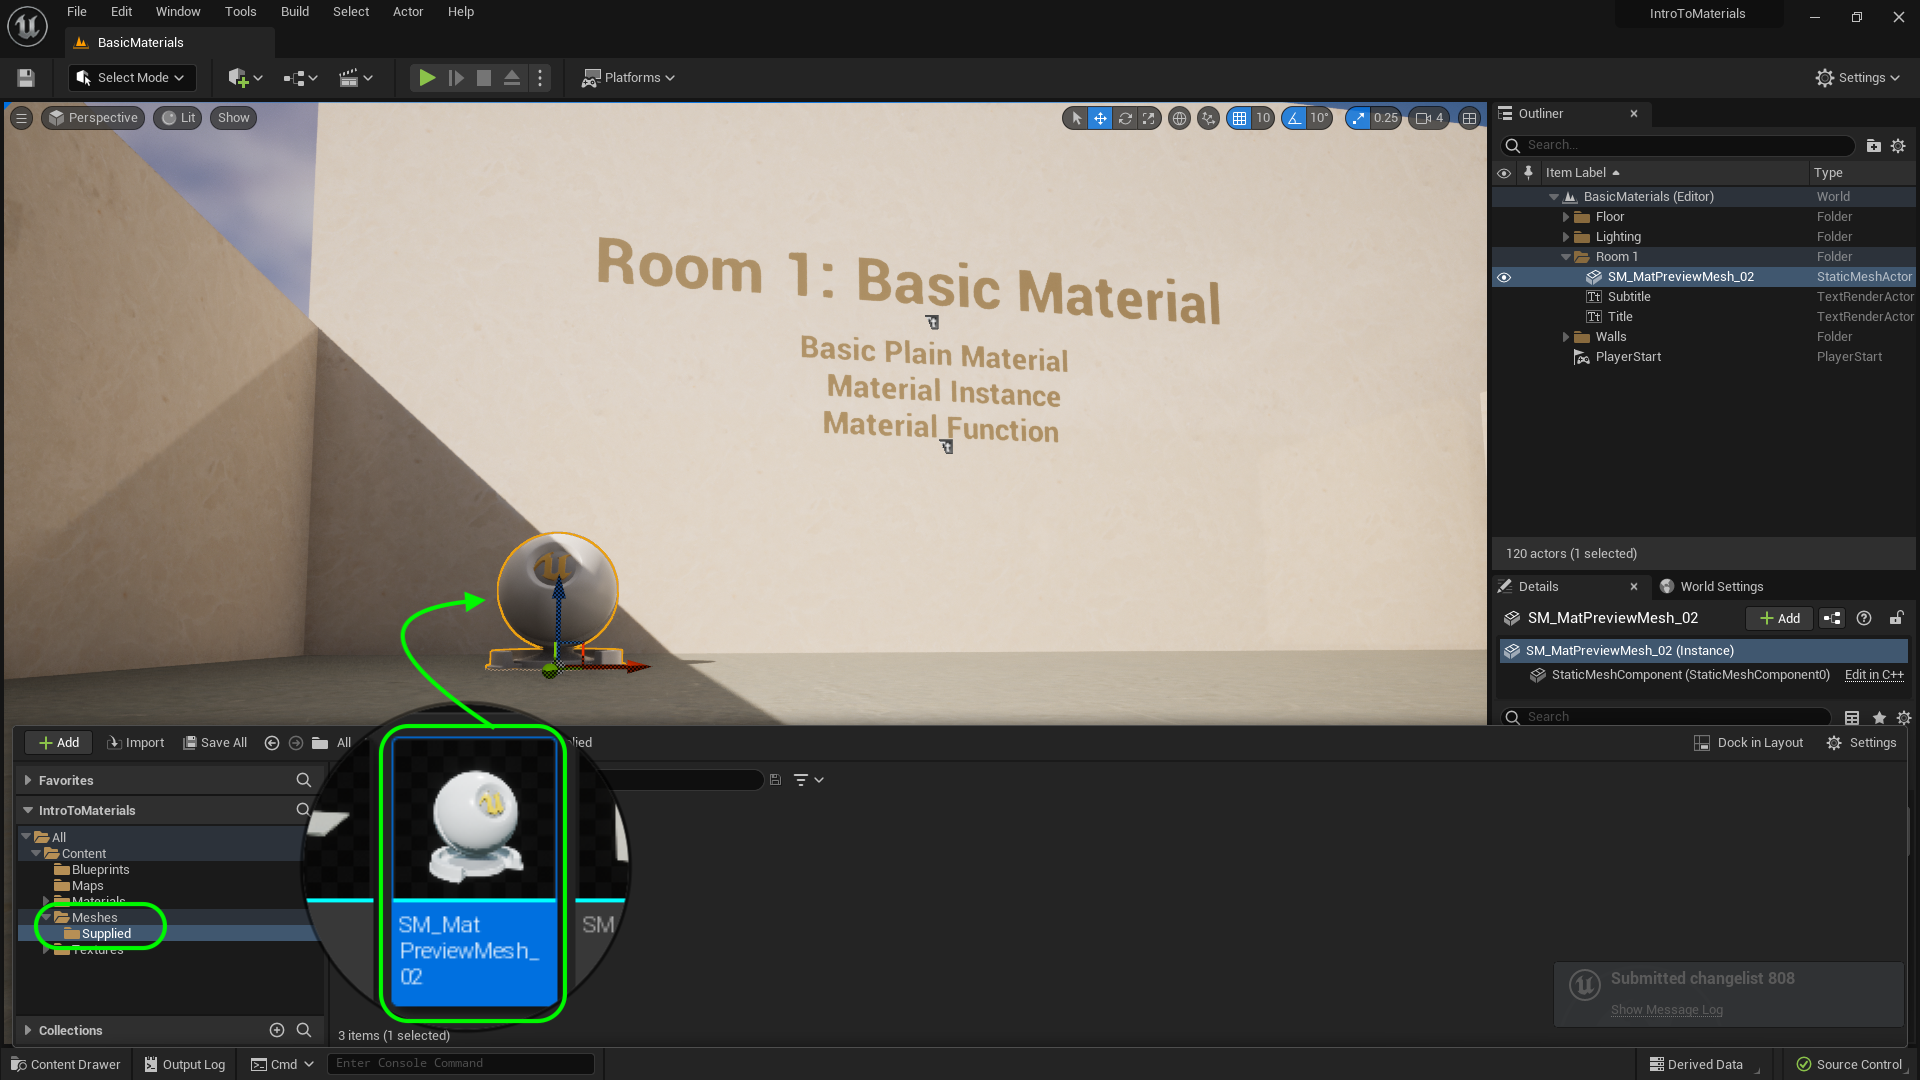 File Edit Window Tools Build Select Actor Help
IntroToMaterials
BasicMaterials
Select Mode
Platforms
Settings
Perspective
Lit
Show
10
10°
0.25
4
Outliner
Search...
Item Label
Type
BasicMaterials (Editor) World
Floor Folder
Lighting Folder
Room 1 Folder
SM_MatPreviewMesh_02 StaticMeshActor
Subtitle TextRenderActor
Title TextRenderActor
Walls Folder
PlayerStart PlayerStart
Room 1: Basic Material
Basic Plain Material
Material Instance
Material Function
120 actors (1 selected)
Details
World Settings
SM_MatPreviewMesh_02
Add
SM_MatPreviewMesh_02 (Instance)
StaticMeshComponent (StaticMeshComponent0) Edit in C++
Search
Add
Import
Save All
All
lied
Dock in Layout
Settings
Favorites
IntroToMaterials
All
Content
Blueprints
Maps
Materials
Meshes
Supplied
Textures
SM_Mat
PreviewMesh_
02
SM
Submitted changelist 808
Show Message Log
Collections
3 items (1 selected)
Content Drawer
Output Log
Cmd
Enter Console Command
Derived Data
Source Control